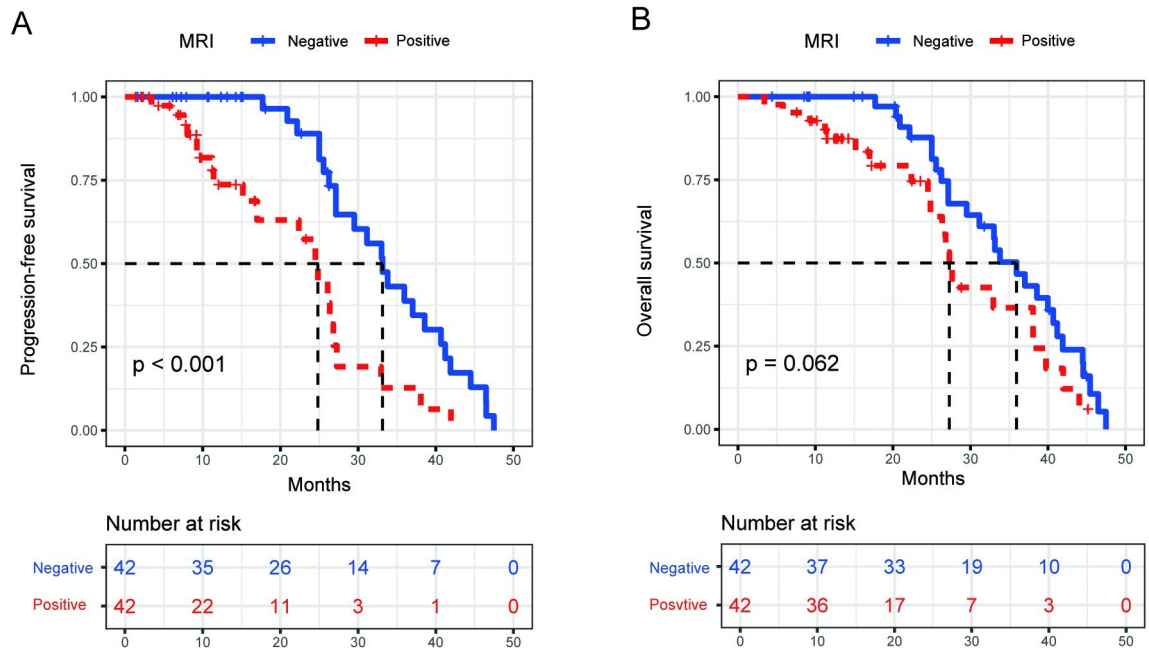 A
MRI Negative Positive
Progression-free survival
1.00
0.75
0.50
0.25
0.00
p < 0.001
0 10 20 30 40 50
Months
Number at risk
Negative 42 35 26 14 7 0
Positive 42 22 11 3 1 0
0 10 20 30 40 50
B
MRI Negative Positive
Overall survival
1.00
0.75
0.50
0.25
0.00
p = 0.062
0 10 20 30 40 50
Months
Number at risk
Negative 42 37 33 19 10 0
Posvtive 42 36 17 7 3 0
0 10 20 30 40 50